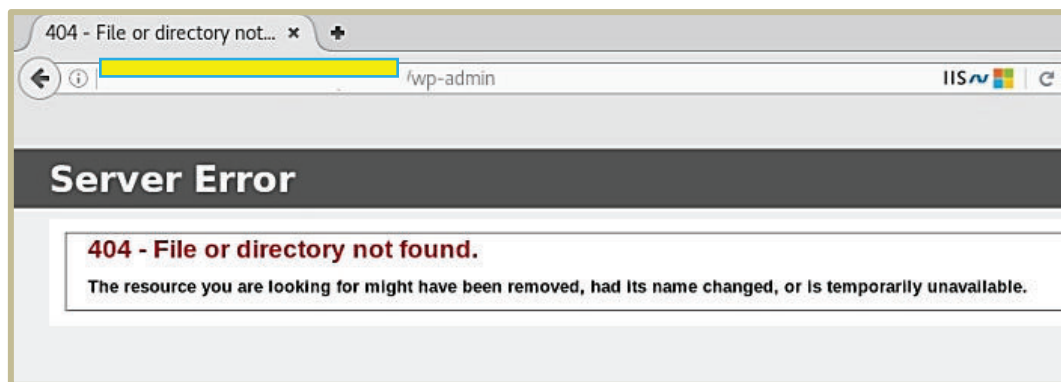 404 - File or directory not...
/wp-admin
IIS
Server Error
404 - File or directory not found.
The resource you are looking for might have been removed, had its name changed, or is temporarily unavailable.